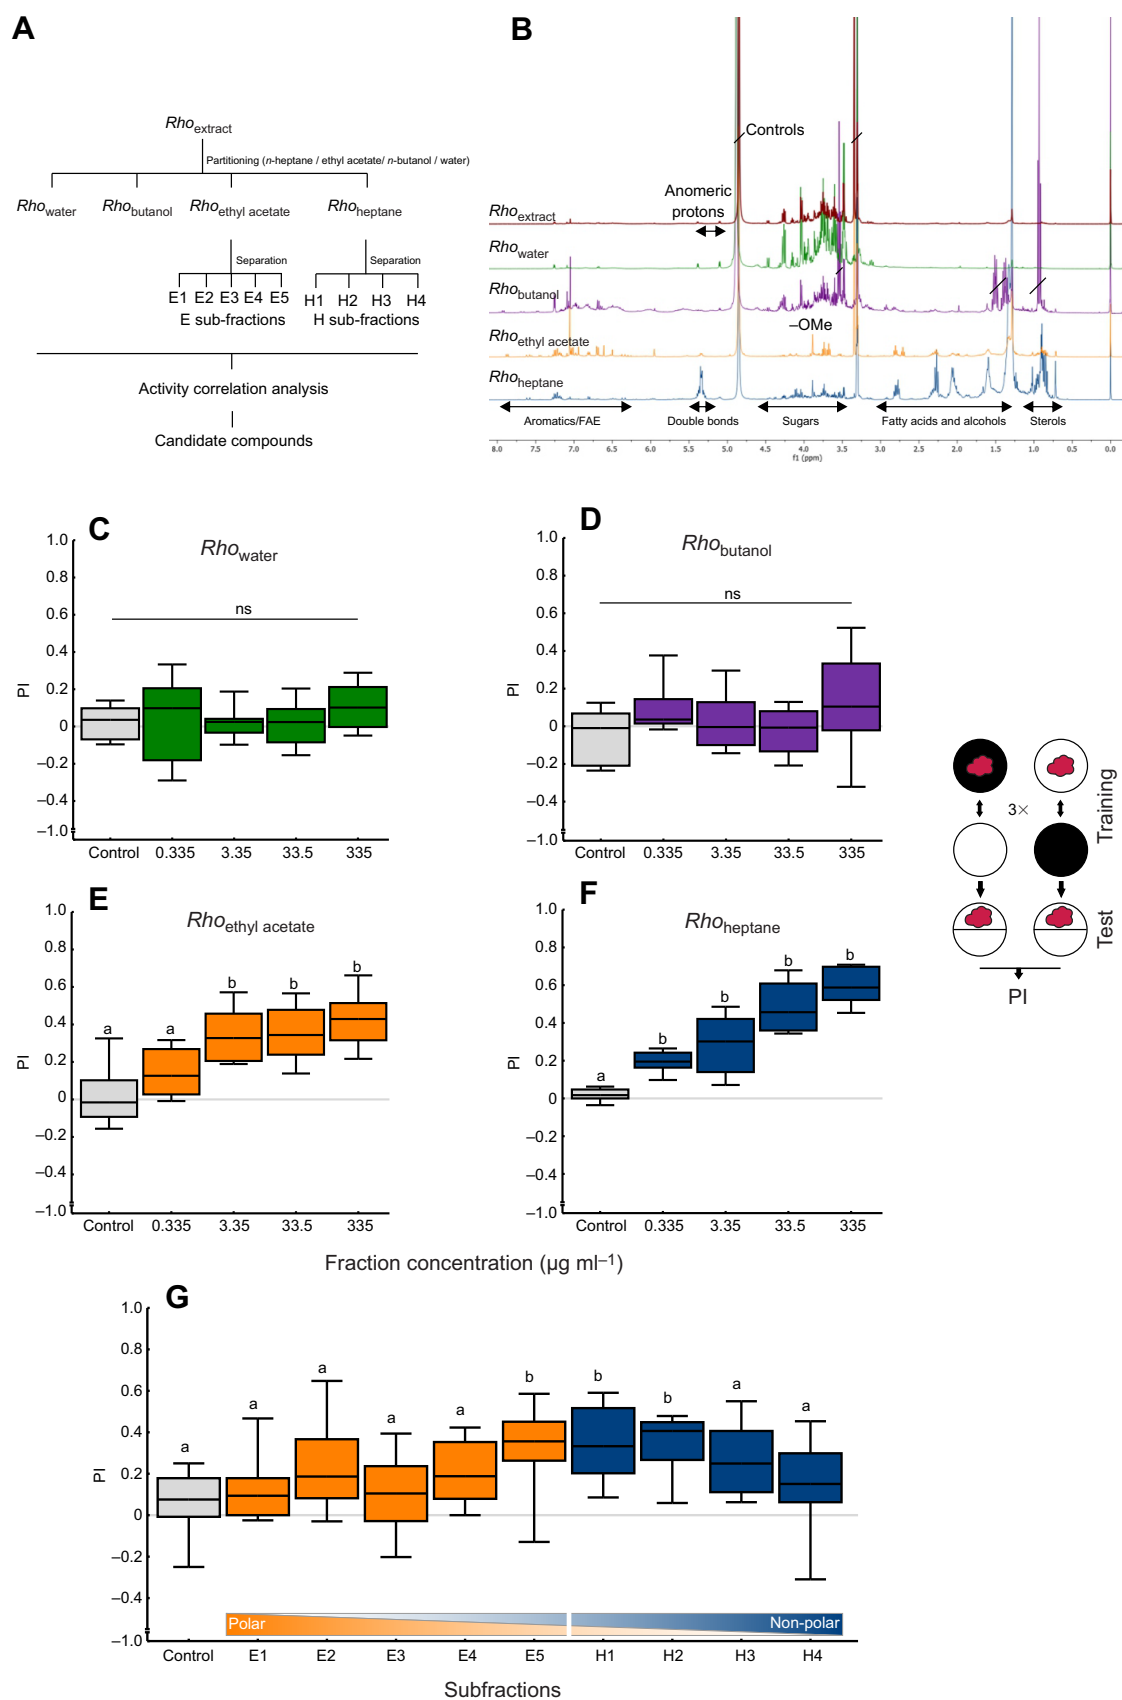 A
Rho extract
Partitioning (n-heptane / ethyl acetate/ n-butanol / water)
Rho water Rho butanol Rho ethyl acetate Rho heptane
Separation Separation
E1 E2 E3 E4 E5 H1 H2 H3 H4
E sub-fractions H sub-fractions
Activity correlation analysis
Candidate compounds
B
Controls
Anomeric
protons
Rho extract
Rho water
Rho butanol
–OMe
Rho ethyl acetate
Rho heptane
Aromatics/FAE Double bonds Sugars Fatty acids and alcohols Sterols
8.0 7.5 7.0 6.5 6.0 5.5 5.0 4.5 4.0 3.5 3.0 2.5 2.0 1.5 1.0 0.5 0.0
f1 (ppm)
C
Rho water
1.0
0.8
0.6
0.4
0.2
0
–0.2
–0.4
–1.0
PI
ns
Control 0.335 3.35 33.5 335
D
Rho butanol
1.0
0.8
0.6
0.4
0.2
0
–0.2
–0.4
–1.0
PI
ns
Control 0.335 3.35 33.5 335
3×
Training
Test
PI
E
Rho ethyl acetate
1.0
0.8
0.6
0.4
0.2
0
–0.2
–0.4
–1.0
PI
a a b b b
Control 0.335 3.35 33.5 335
F
Rho heptane
1.0
0.8
0.6
0.4
0.2
0
–0.2
–0.4
–1.0
PI
a b b b b
Control 0.335 3.35 33.5 335
Fraction concentration (µg ml–1)
G
1.0
0.8
0.6
0.4
0.2
0
–0.2
–0.4
–1.0
PI
a a a a a b b b a a
Polar Non-polar
Control E1 E2 E3 E4 E5 H1 H2 H3 H4
Subfractions